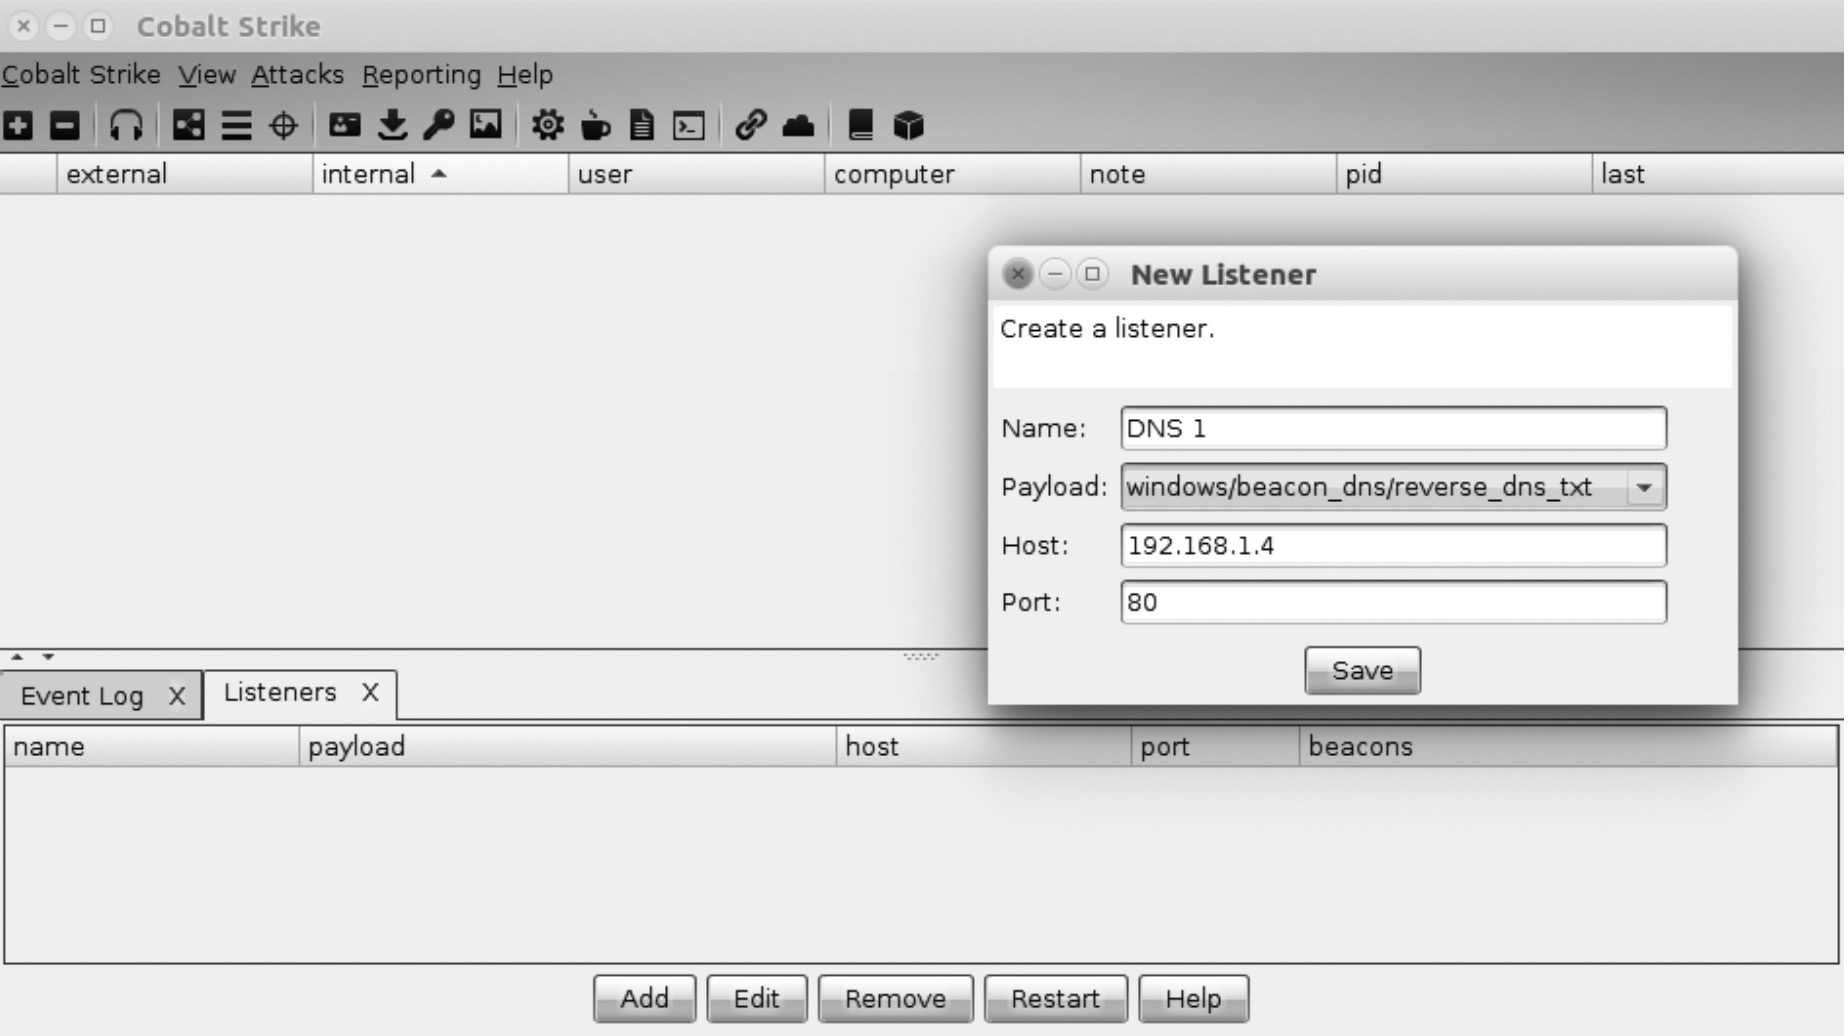 Cobalt Strike
Cobalt Strike View Attacks Reporting Help
external internal user computer note pid last
New Listener
Create a listener.
Name: DNS 1
Payload: windows/beacon_dns/reverse_dns_txt
Host: 192.168.1.4
Port: 80
Save
Event Log X Listeners X
name payload host port beacons
Add Edit Remove Restart Help